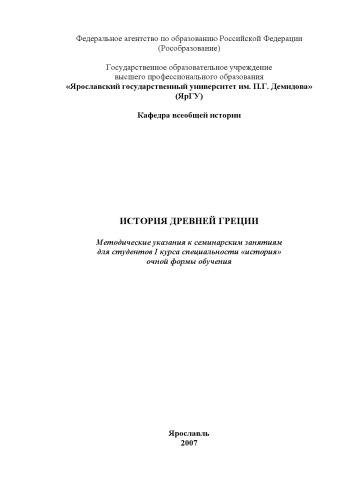 Федеральное агентство по образованию Российской Федерации
(Рособразование)
Государственное образовательное учреждение
высшего профессионального образования
«Ярославский государственный университет им. П.Г. Демидова»
(ЯрГУ)
Кафедра всеобщей истории
ИСТОРИЯ ДРЕВНЕЙ ГРЕЦИИ
Методические указания к семинарским занятиям
для студентов I курса специальности «история»
очной формы обучения
Ярославль
2007